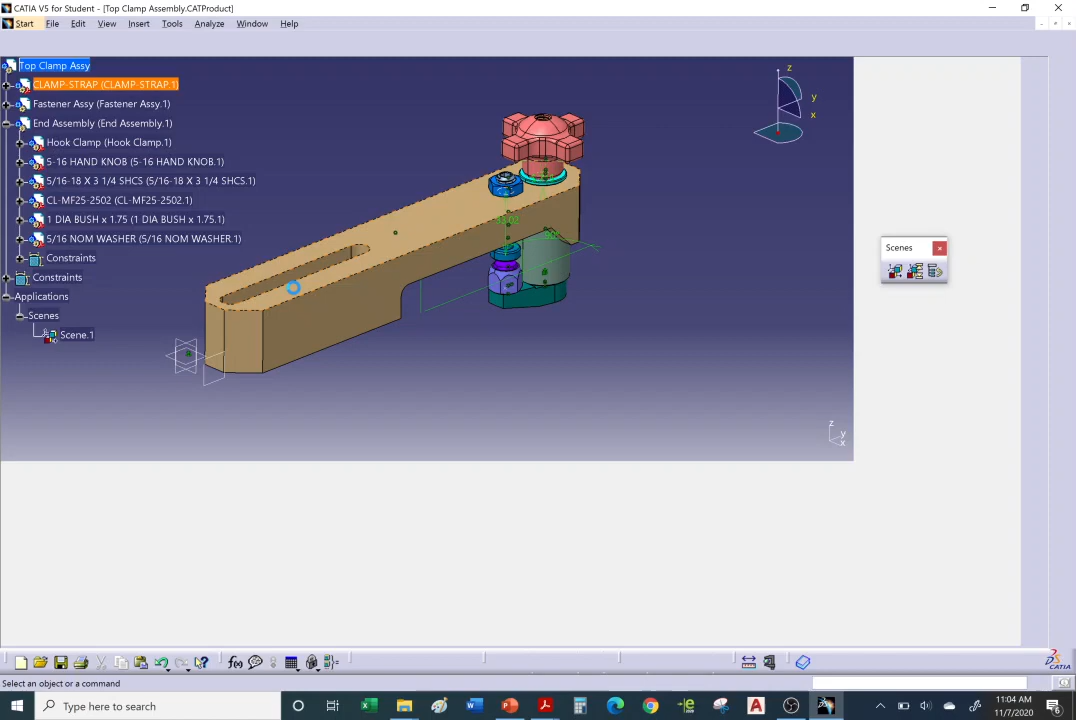 CATIA V5 for Student - [Top Clamp Assembly.CATProduct]
Start File Edit View Insert Tools Analyze Window Help
Top Clamp Assy
CLAMP-STRAP (CLAMP-STRAP.1)
Fastener Assy (Fastener Assy.1)
End Assembly (End Assembly.1)
Hook Clamp (Hook Clamp.1)
5-16 HAND KNOB (5-16 HAND KNOB.1)
5/16-18 X 3 1/4 SHCS (5/16-18 X 3 1/4 SHCS.1)
CL-MF25-2502 (CL-MF25-2502.1)
1 DIA BUSH x 1.75 (1 DIA BUSH x 1.75.1)
5/16 NOM WASHER (5/16 NOM WASHER.1)
Constraints
Constraints
Applications
Scenes
Scene.1
z
y
x
Scenes
z
y
x
f(x)
CATIA
Select an object or a command
Type here to search
11:04 AM
11/7/2020
6